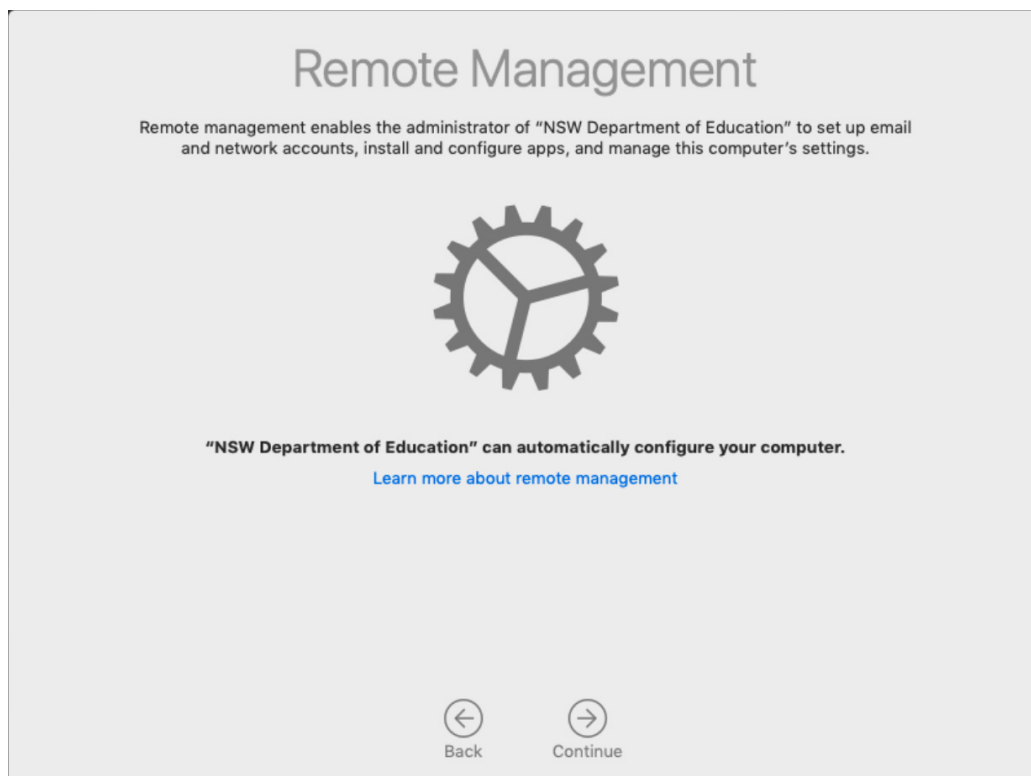 Remote Management
Remote management enables the administrator of “NSW Department of Education” to set up email
and network accounts, install and configure apps, and manage this computer’s settings.
“NSW Department of Education” can automatically configure your computer.
Learn more about remote management
Back
Continue